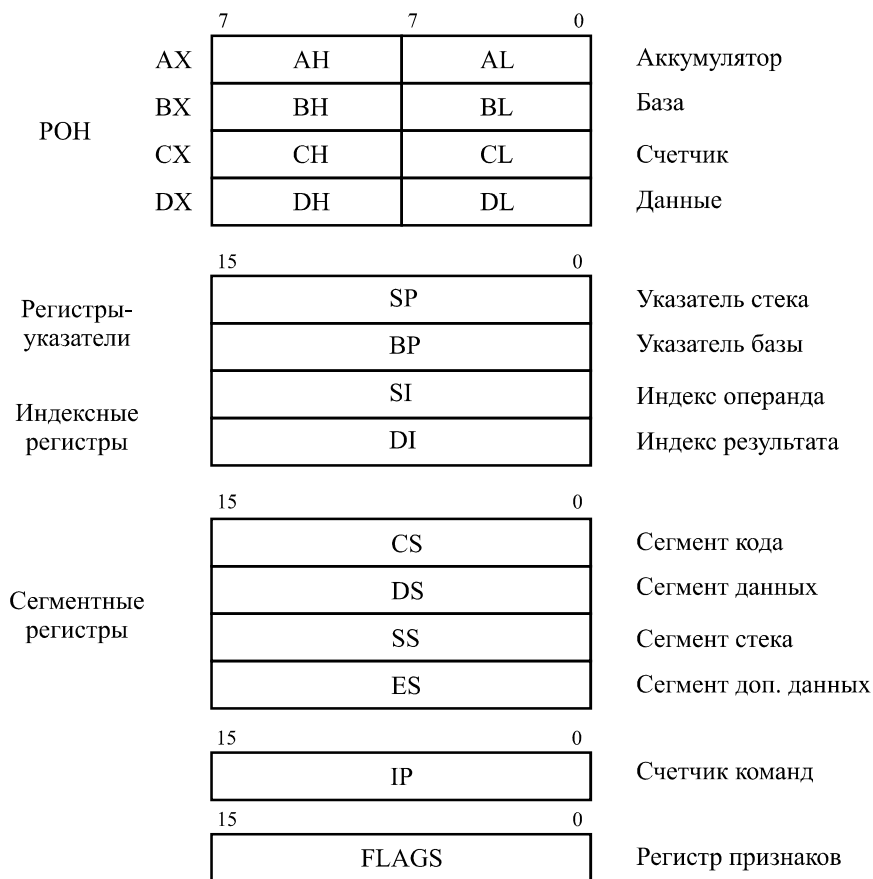 7 7 0
AX AH AL Аккумулятор
BX BH BL База
РОН
CX CH CL Счетчик
DX DH DL Данные
15 0
SP Указатель стека
Регистры-
указатели
BP Указатель базы
SI Индекс операнда
Индексные
регистры
DI Индекс результата
15 0
CS Сегмент кода
DS Сегмент данных
Сегментные
регистры
SS Сегмент стека
ES Сегмент доп. данных
15 0
IP Счетчик команд
15 0
FLAGS Регистр признаков